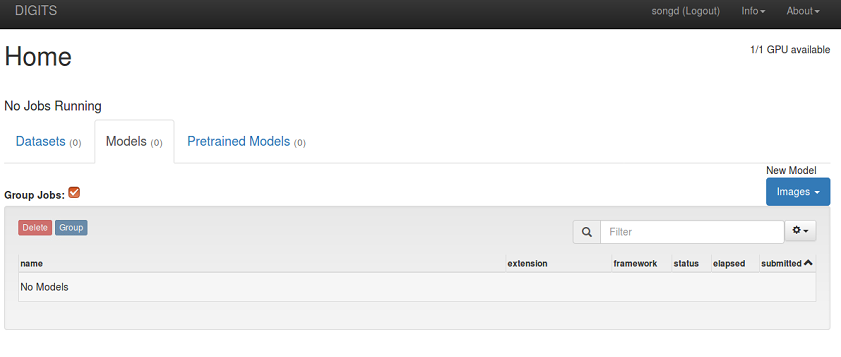 DIGITS songd (Logout) Info About
Home 1/1 GPU available
No Jobs Running
Datasets (0) Models (0) Pretrained Models (0)
New Model
Group Jobs: Images
Delete Group Filter
name extension framework status elapsed submitted
No Models